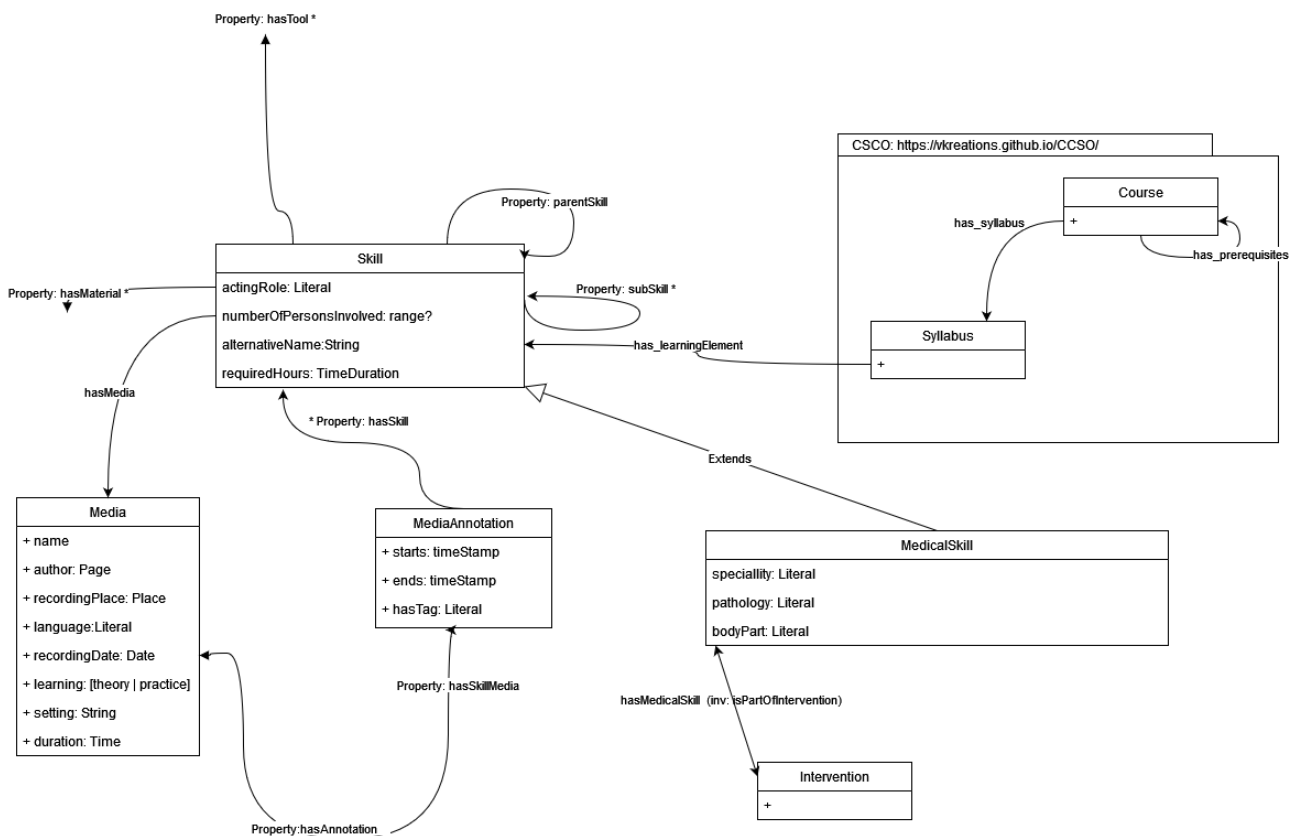 Property: hasTool *
CSCO: https://vkreations.github.io/CCSO/
Course
+
has_syllabus
has_prerequisites
Syllabus
+
has_learningElement
Property: parentSkill
Skill
actingRole: Literal
numberOfPersonsInvolved: range?
alternativeName:String
requiredHours: TimeDuration
Property: subSkill *
Property: hasMaterial *
hasMedia
* Property: hasSkill
Extends
Media
+ name
+ author: Page
+ recordingPlace: Place
+ language:Literal
+ recordingDate: Date
+ learning: [theory | practice]
+ setting: String
+ duration: Time
MediaAnnotation
+ starts: timeStamp
+ ends: timeStamp
+ hasTag: Literal
MedicalSkill
speciallity: Literal
pathology: Literal
bodyPart: Literal
Property: hasSkillMedia
hasMedicalSkill (inv: isPartOfIntervention)
Intervention
+
Property:hasAnnotation